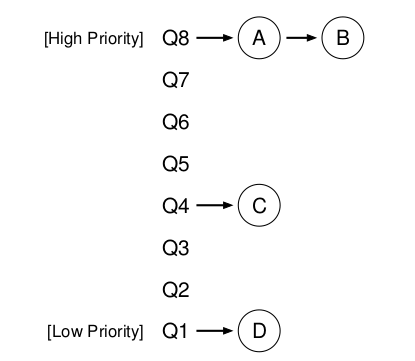 [High Priority] Q8 A B
Q7
Q6
Q5
Q4 C
Q3
Q2
[Low Priority] Q1 D